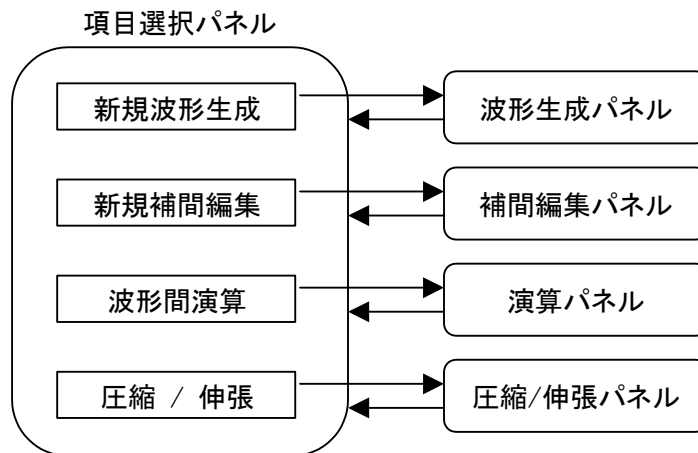 項目選択パネル
新規波形生成
波形生成パネル
新規補間編集
補間編集パネル
波形間演算
演算パネル
圧縮 / 伸張
圧縮/伸張パネル